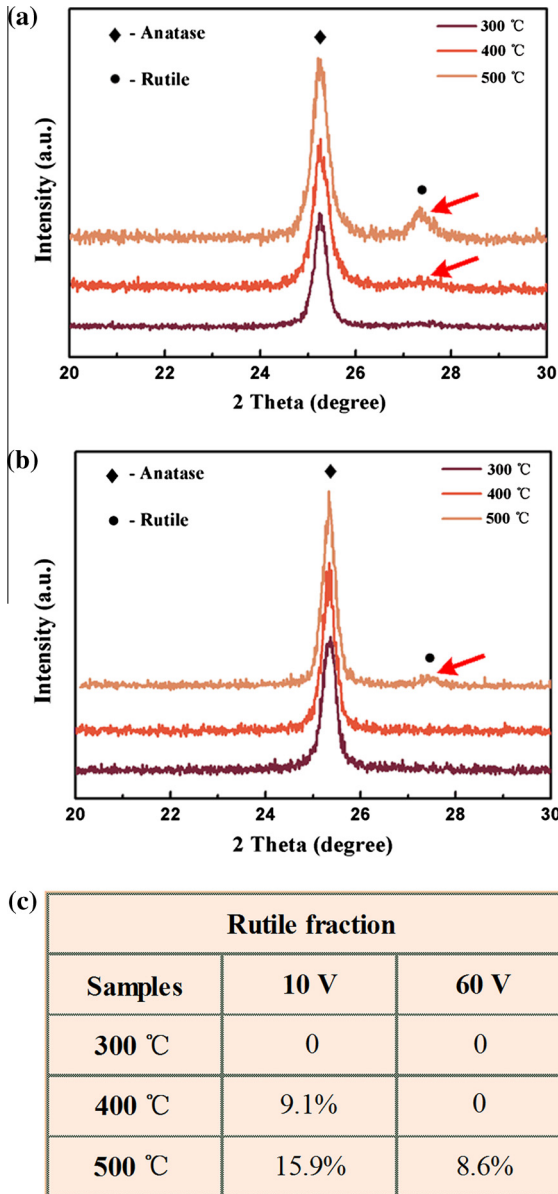 (a)
◆ - Anatase
● - Rutile
300 ℃
400 ℃
500 ℃
Intensity (a.u.)
20 22 24 26 28 30
2 Theta (degree)
(b)
◆ - Anatase
● - Rutile
300 ℃
400 ℃
500 ℃
Intensity (a.u.)
20 22 24 26 28 30
2 Theta (degree)
(c)
Rutile fraction
Samples 10 V 60 V
300 ℃ 0 0
400 ℃ 9.1% 0
500 ℃ 15.9% 8.6%